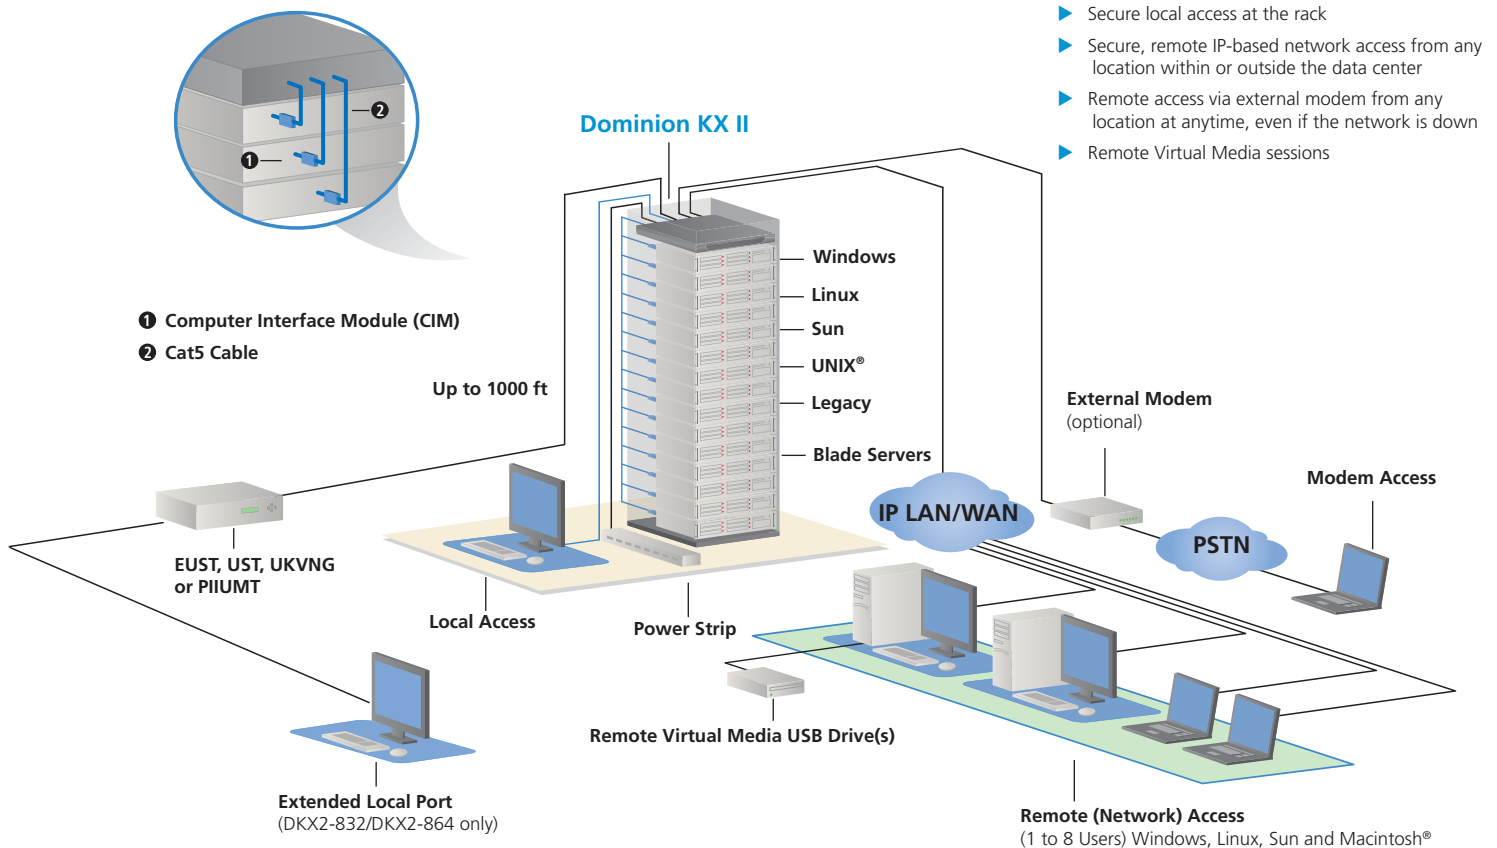 Secure local access at the rack
Secure, remote IP-based network access from any
location within or outside the data center
Remote access via external modem from any
location at anytime, even if the network is down
Remote Virtual Media sessions
Dominion KX II
❷
❶
❶ Computer Interface Module (CIM)
❷ Cat5 Cable
Windows
Linux
Sun
UNIX®
Legacy
Blade Servers
Up to 1000 ft
External Modem
(optional)
Modem Access
IP LAN/WAN
PSTN
EUST, UST, UKVNG
or PIIUMT
Local Access
Power Strip
Remote Virtual Media USB Drive(s)
Extended Local Port
(DKX2-832/DKX2-864 only)
Remote (Network) Access
(1 to 8 Users) Windows, Linux, Sun and Macintosh®